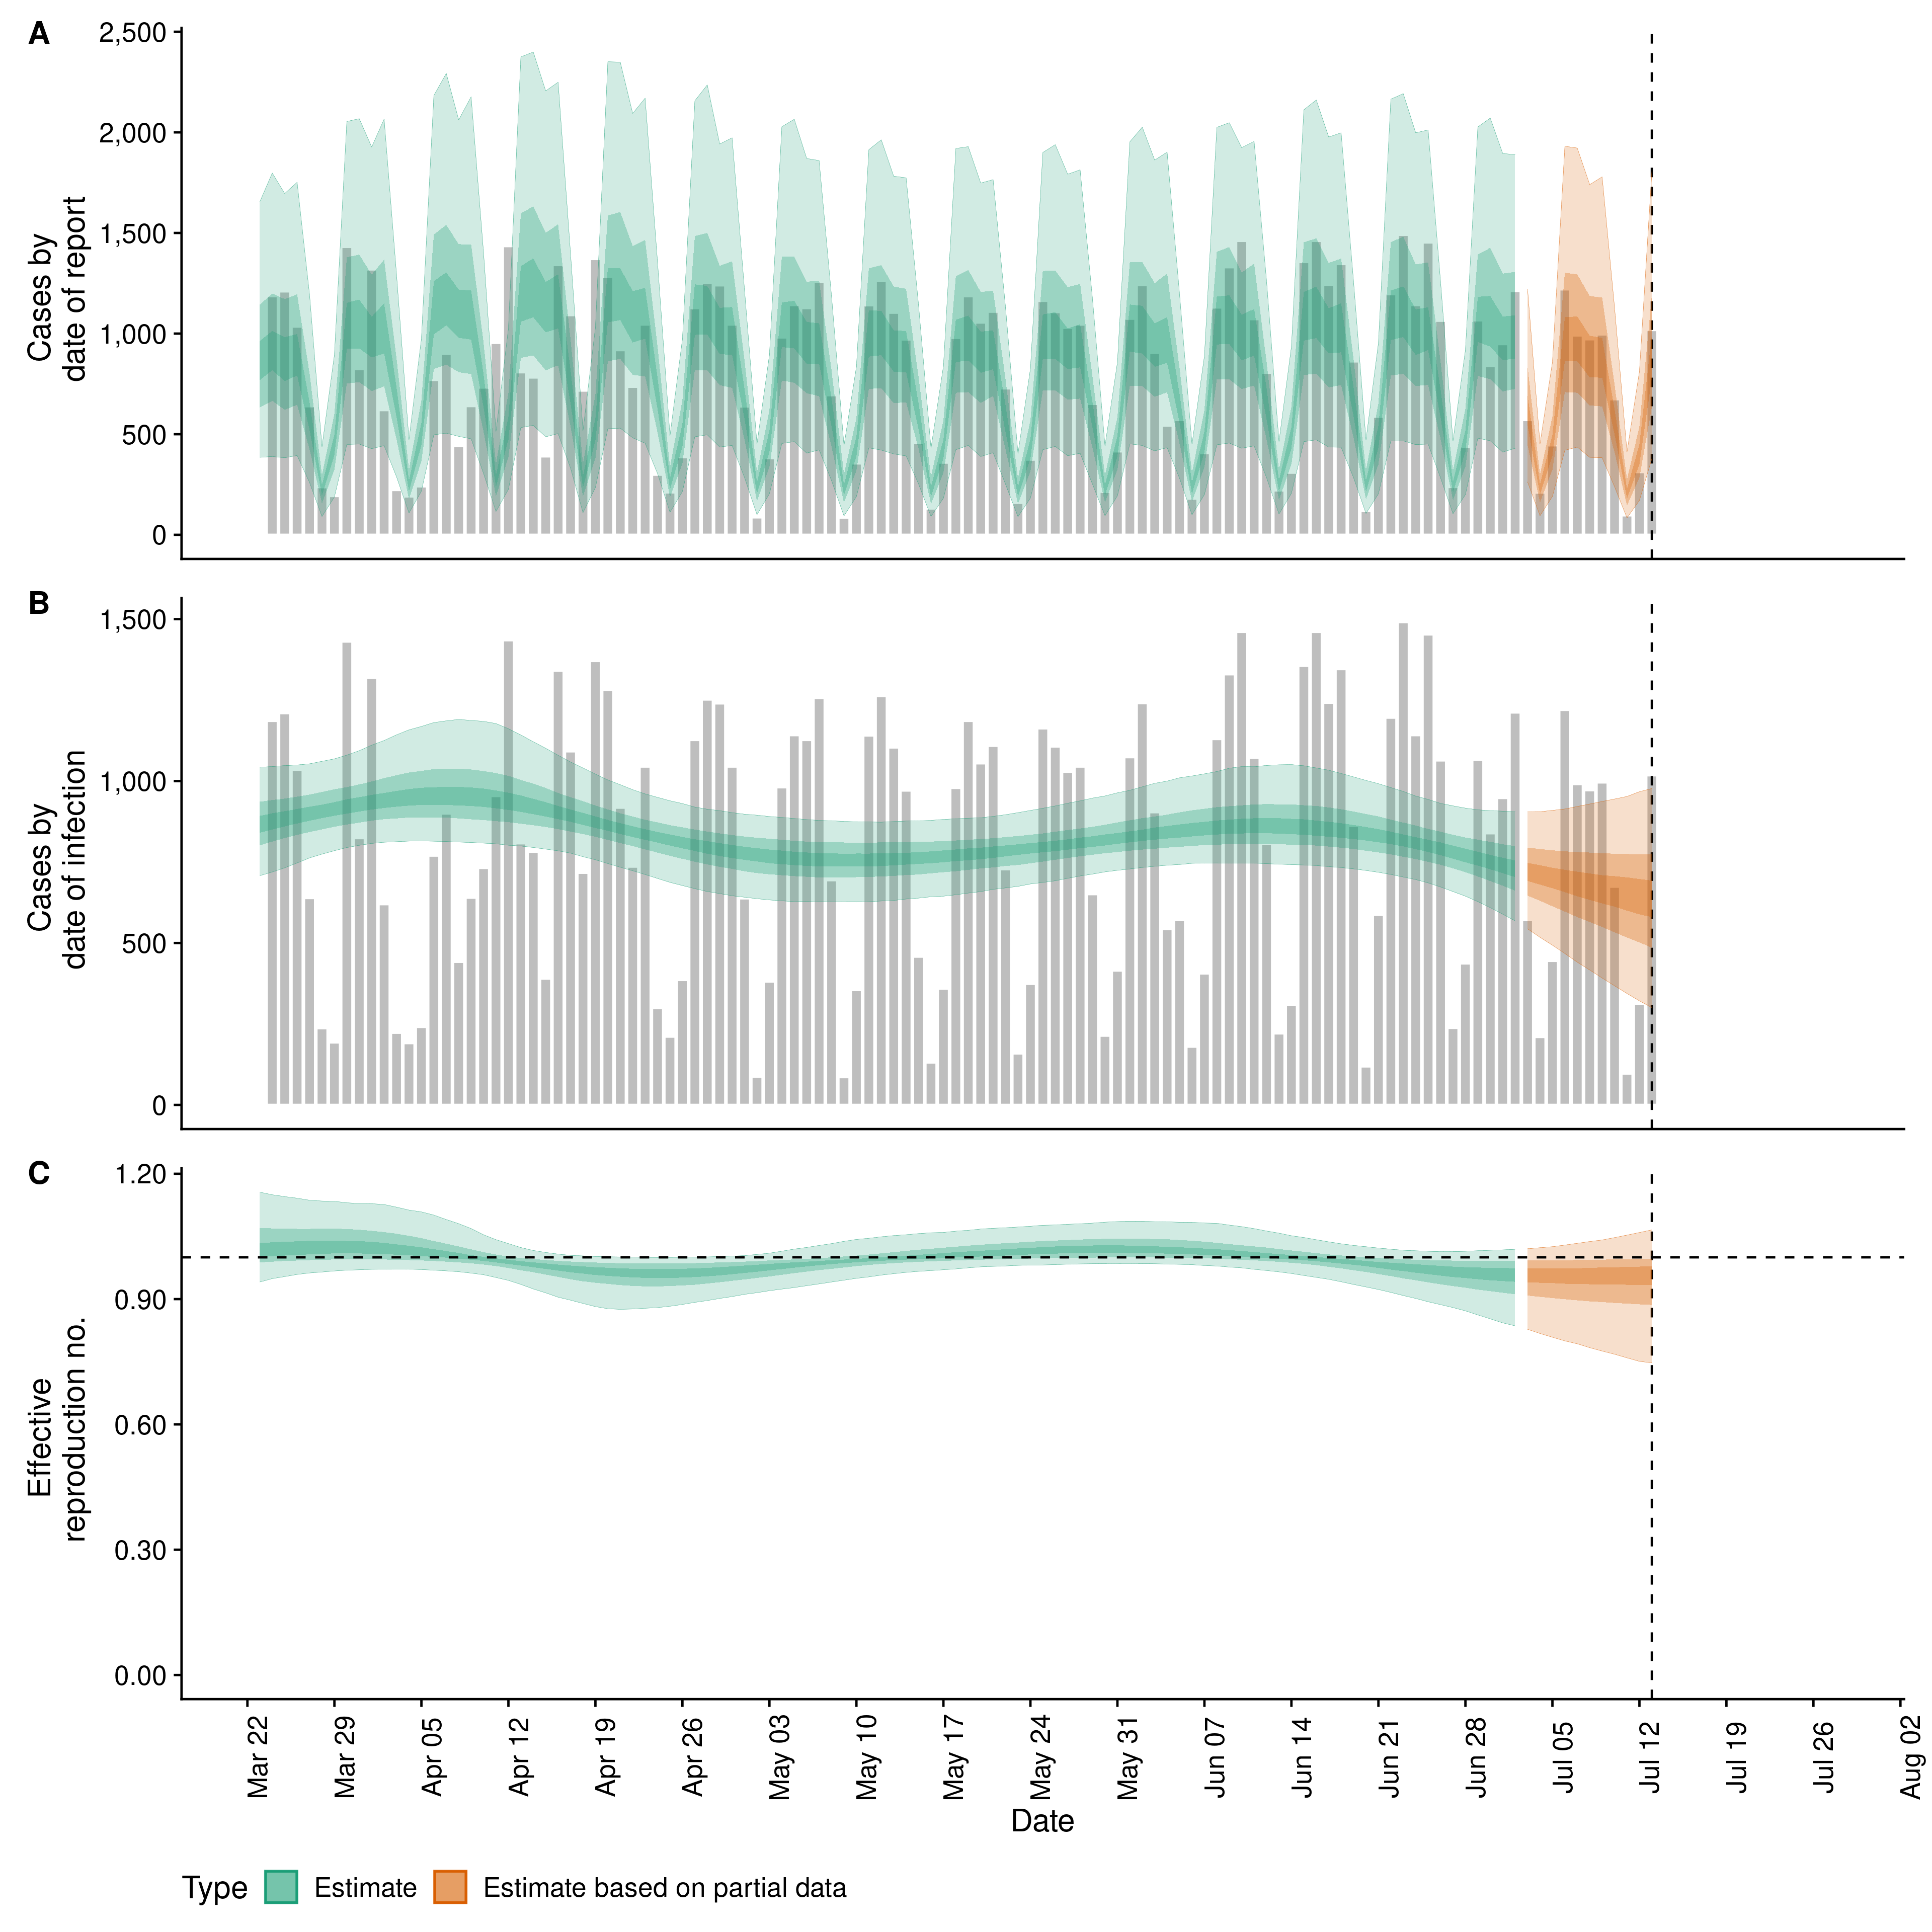 A
Cases by
date of report
2,500
2,000
1,500
1,000
500
0
B
Cases by
date of infection
1,500
1,000
500
0
C
Effective
reproduction no.
1.20
0.90
0.60
0.30
0.00
Mar 22
Mar 29
Apr 05
Apr 12
Apr 19
Apr 26
May 03
May 10
May 17
May 24
May 31
Jun 07
Jun 14
Jun 21
Jun 28
Jul 05
Jul 12
Jul 19
Jul 26
Aug 02
Date
Type Estimate Estimate based on partial data